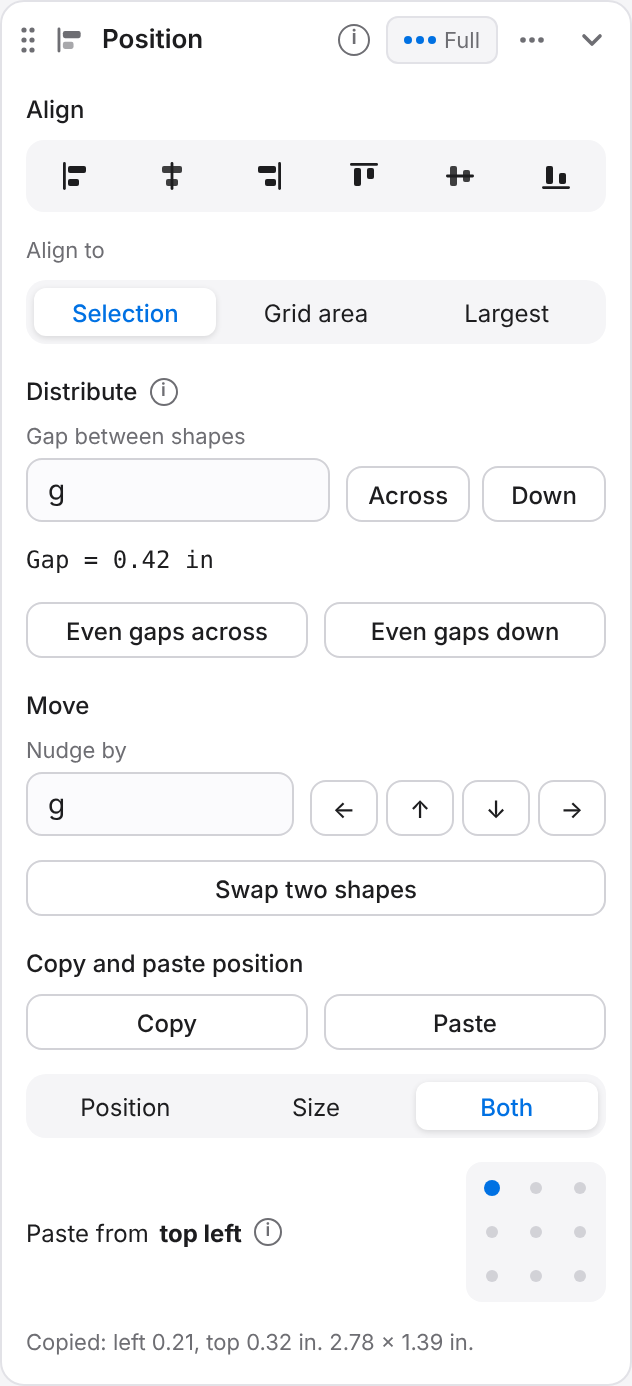 Position
Full
Align
Align to
Selection Grid area Largest
Distribute
Gap between shapes
g Across Down
Gap = 0.42 in
Even gaps across Even gaps down
Move
Nudge by
g ← ↑ ↓ →
Swap two shapes
Copy and paste position
Copy Paste
Position Size Both
Paste from top left
Copied: left 0.21, top 0.32 in. 2.78 × 1.39 in.